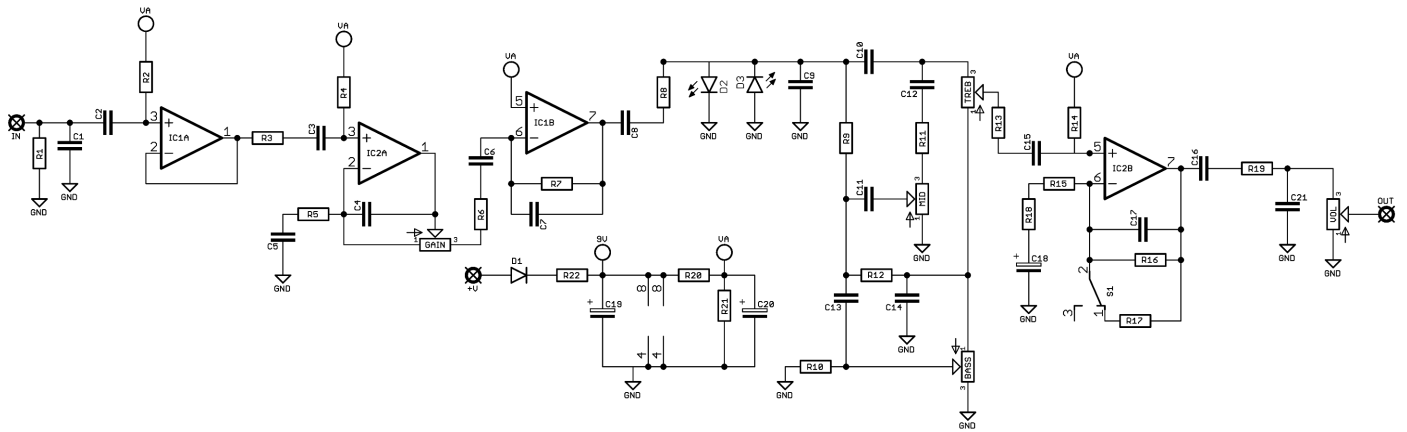 VA
R2
C2
IN
R1
C1
GND
GND
3
2
IC1A
1
R3
C3
VA
R4
3
2
IC2A
1
C4
R5
C5
GND
1
GAIN
3
C6
R6
VA
5
6
IC1B
7
R7
C7
C8
R8
D2
GND
D3
GND
C9
GND
C10
R9
C11
C12
R11
3
MID
1
GND
3
TREB
1
R13
C15
VA
R14
5
6
IC2B
7
R15
R18
C18
+
GND
C17
R16
2
S1
3
1
R17
C16
R19
C21
GND
3
VOL
1
GND
OUT
+V
D1
R22
9V
+
C19
8
8
4
4
GND
R20
VA
R21
+
C20
R12
C13
C14
GND
R10
GND
1
BASS
3
GND